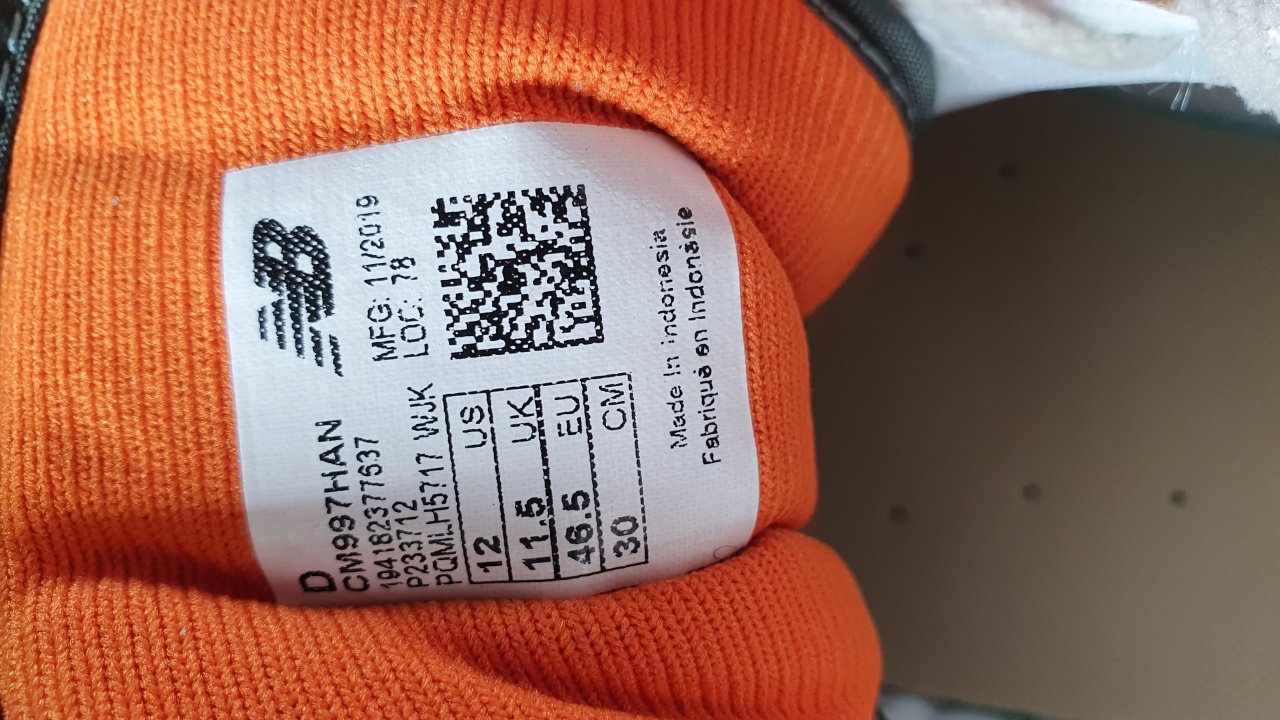 NB
MFG: 11/2019
LOC: 78
D
CM997HAN
194182377637
P233712
PQMLH5717 WJK
12 US
11.5 UK
46.5 EU
30 CM
Made In Indonesia
Fabriqué en Indonésie